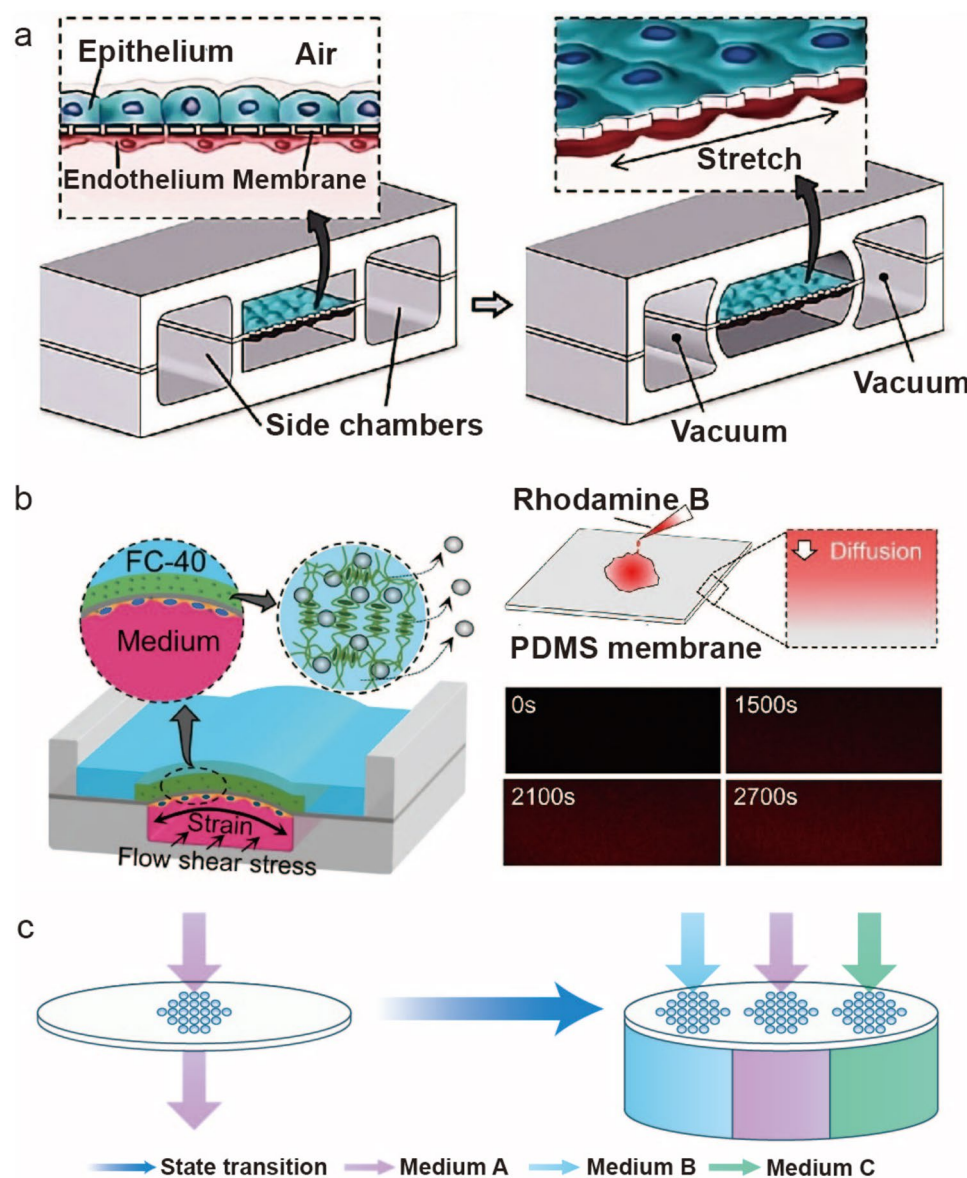 a
Epithelium
Air
Endothelium Membrane
Stretch
Side chambers
Vacuum
Vacuum
b
FC-40
Medium
Strain
Flow shear stress
Rhodamine B
Diffusion
PDMS membrane
0s
1500s
2100s
2700s
c
State transition
Medium A
Medium B
Medium C